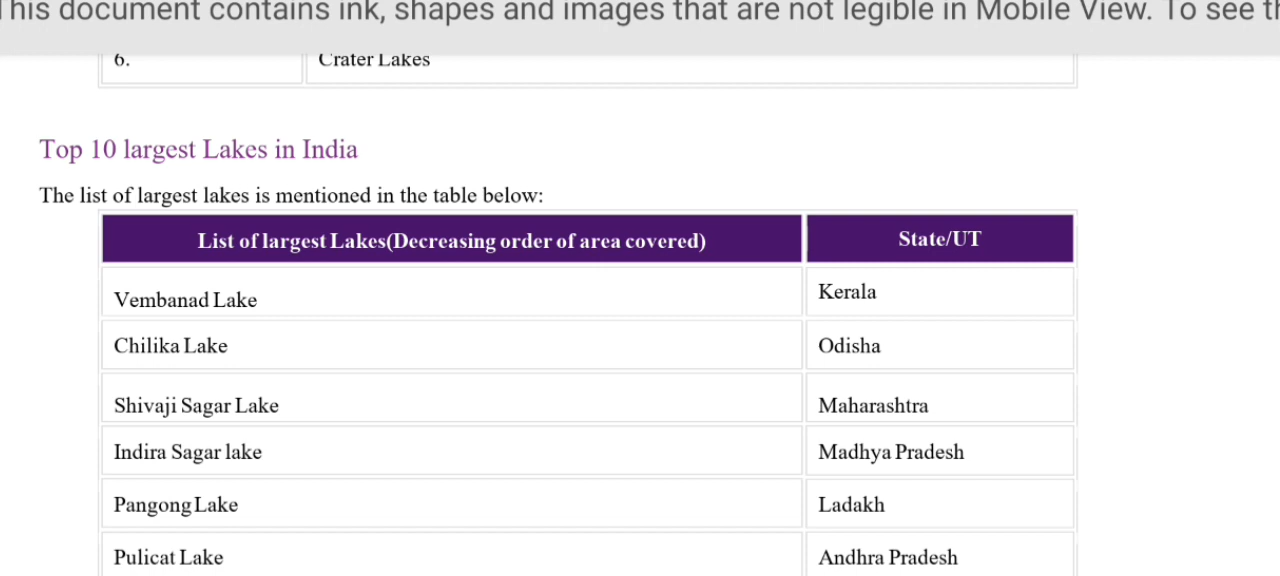 This document contains ink, shapes and images that are not legible in Mobile View. To see
6. Crater Lakes
Top 10 largest Lakes in India
The list of largest lakes is mentioned in the table below:
List of largest Lakes(Decreasing order of area covered) State/UT
Vembanad Lake Kerala
Chilika Lake Odisha
Shivaji Sagar Lake Maharashtra
Indira Sagar lake Madhya Pradesh
Pangong Lake Ladakh
Pulicat Lake Andhra Pradesh